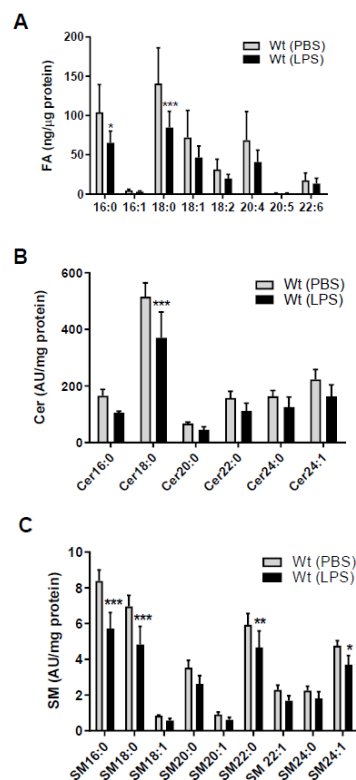 A
Wt (PBS)
Wt (LPS)
FA (ng/µg protein)
200
150
100
50
0
*
***
16:0 16:1 18:0 18:1 18:2 20:4 20:5 22:6
B
Wt (PBS)
Wt (LPS)
Cer (AU/mg protein)
600
400
200
0
***
Cer16:0 Cer18:0 Cer20:0 Cer22:0 Cer24:0 Cer24:1
C
Wt (PBS)
Wt (LPS)
SM (AU/mg protein)
10
8
6
4
2
0
***
***
**
*
SM16:0 SM18:0 SM18:1 SM20:0 SM20:1 SM22:0 SM 22:1 SM24:0 SM24:1